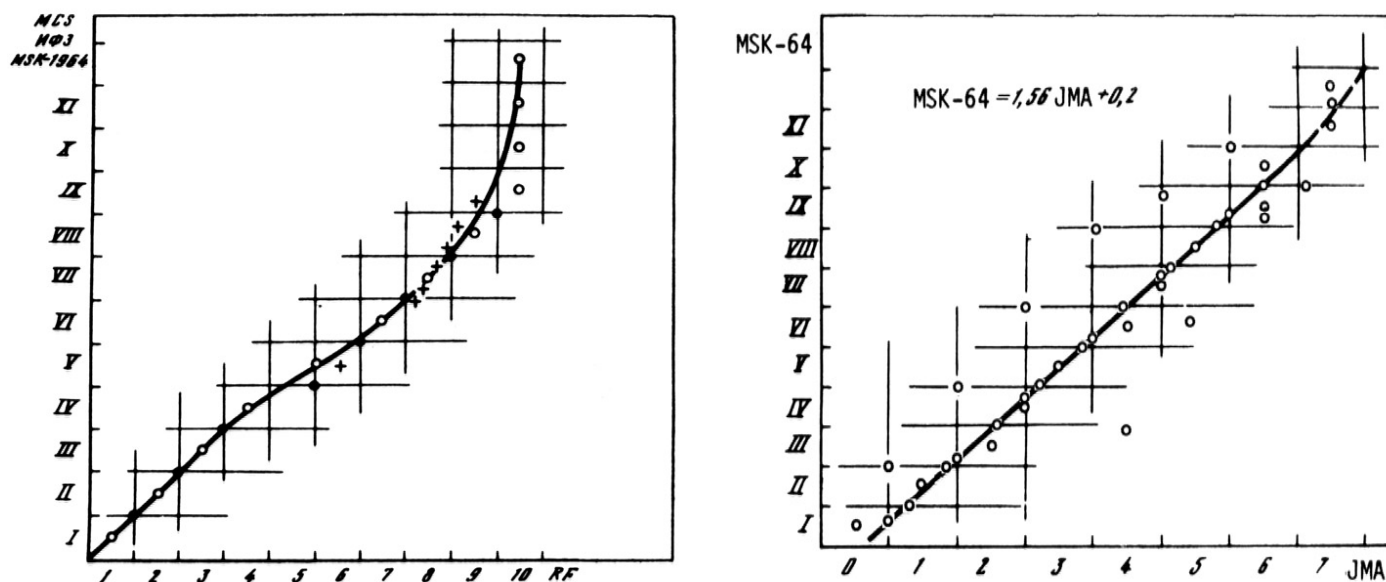 MCS
ИФЗ
MSK-1964
XI
X
IX
VIII
VII
VI
V
IV
III
II
I
1 2 3 4 5 6 7 8 9 10 RF
MSK-64
MSK-64 = 1,56 JMA + 0,2
XI
X
IX
VIII
VII
VI
V
IV
III
II
I
0 1 2 3 4 5 6 7 JMA